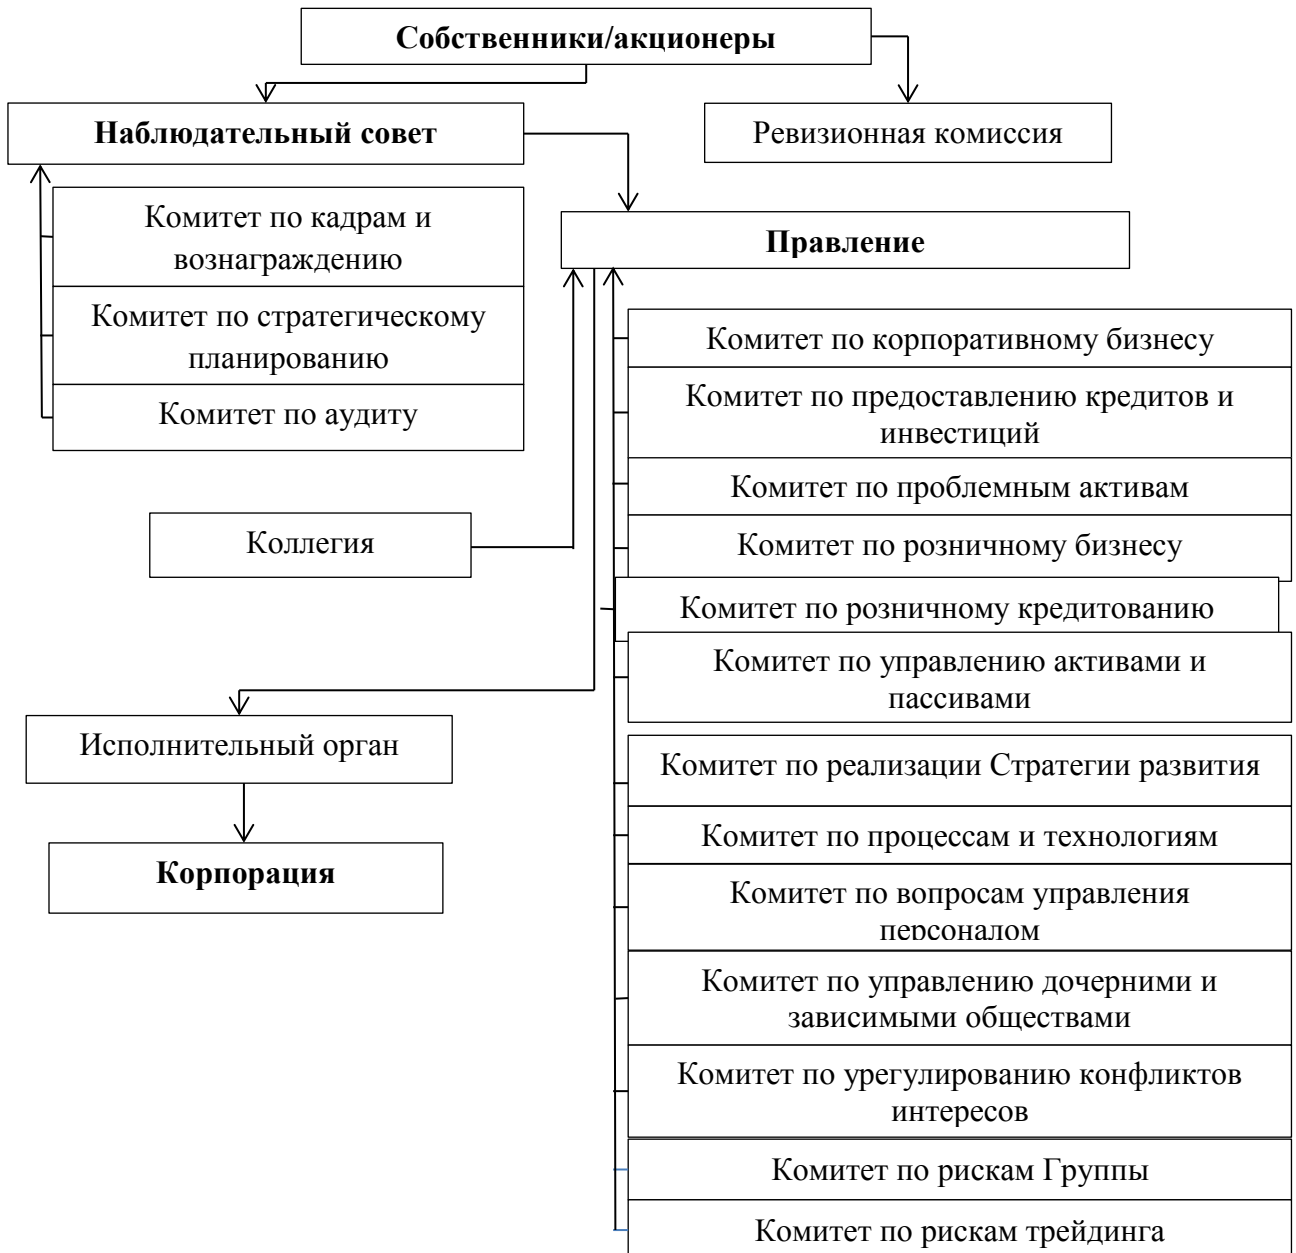 Собственники/акционеры
Наблюдательный совет
Ревизионная комиссия
Комитет по кадрам и
вознаграждению
Комитет по стратегическому
планированию
Комитет по аудиту
Правление
Комитет по корпоративному бизнесу
Комитет по предоставлению кредитов и
инвестиций
Комитет по проблемным активам
Комитет по розничному бизнесу
Коллегия
Комитет по розничному кредитованию
Комитет по управлению активами и
пассивами
Исполнительный орган
Корпорация
Комитет по реализации Стратегии развития
Комитет по процессам и технологиям
Комитет по вопросам управления
персоналом
Комитет по управлению дочерними и
зависимыми обществами
Комитет по урегулированию конфликтов
интересов
Комитет по рискам Группы
Комитет по рискам трейдинга